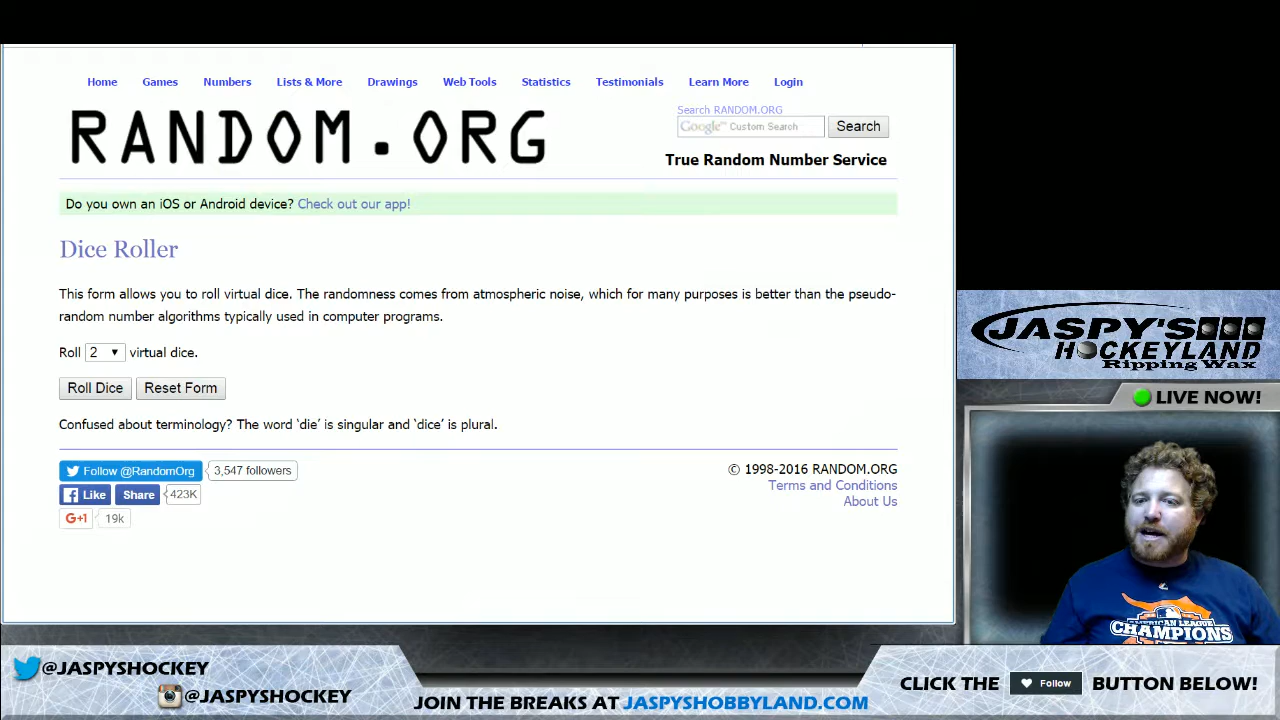 Home Games Numbers Lists & More Drawings Web Tools Statistics Testimonials Learn More Login
RANDOM.ORG
Search RANDOM.ORG
Google™ Custom Search Search
True Random Number Service
Do you own an iOS or Android device? Check out our app!
Dice Roller
This form allows you to roll virtual dice. The randomness comes from atmospheric noise, which for many purposes is better than the pseudo-
random number algorithms typically used in computer programs.
Roll 2 virtual dice.
Roll Dice Reset Form
Confused about terminology? The word ‘die’ is singular and ‘dice’ is plural.
Follow @RandomOrg 3,547 followers
Like Share 423K
G+1 19k
© 1998-2016 RANDOM.ORG
Terms and Conditions
About Us
JASPY'S
HOCKEYLAND
Ripping Wax
LIVE NOW!
AMERICAN LEAGUE
CHAMPIONS
@JASPYSHOCKEY
@JASPYSHOCKEY
JOIN THE BREAKS AT JASPYSHOBBYLAND.COM
CLICK THE Follow BUTTON BELOW!